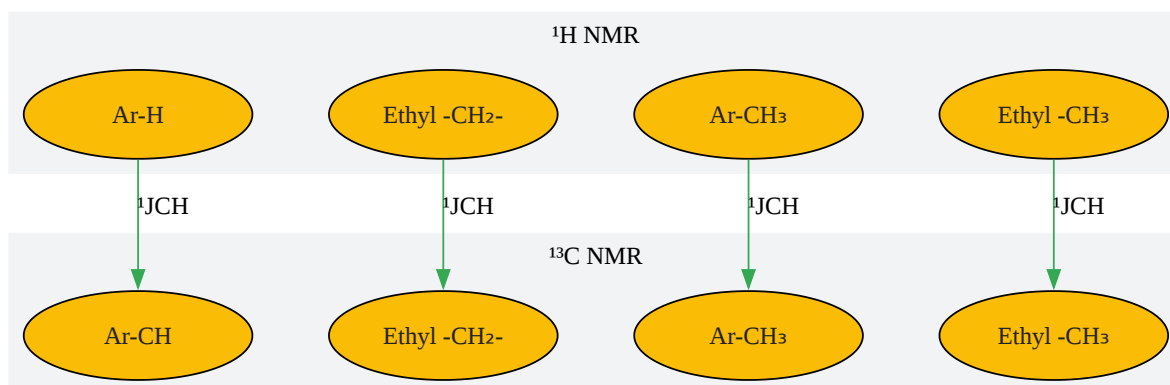 ¹H NMR
Ar-H
Ethyl -CH₂-
Ar-CH₃
Ethyl -CH₃
¹JCH
¹JCH
¹JCH
¹JCH
¹³C NMR
Ar-CH
Ethyl -CH₂-
Ar-CH₃
Ethyl -CH₃